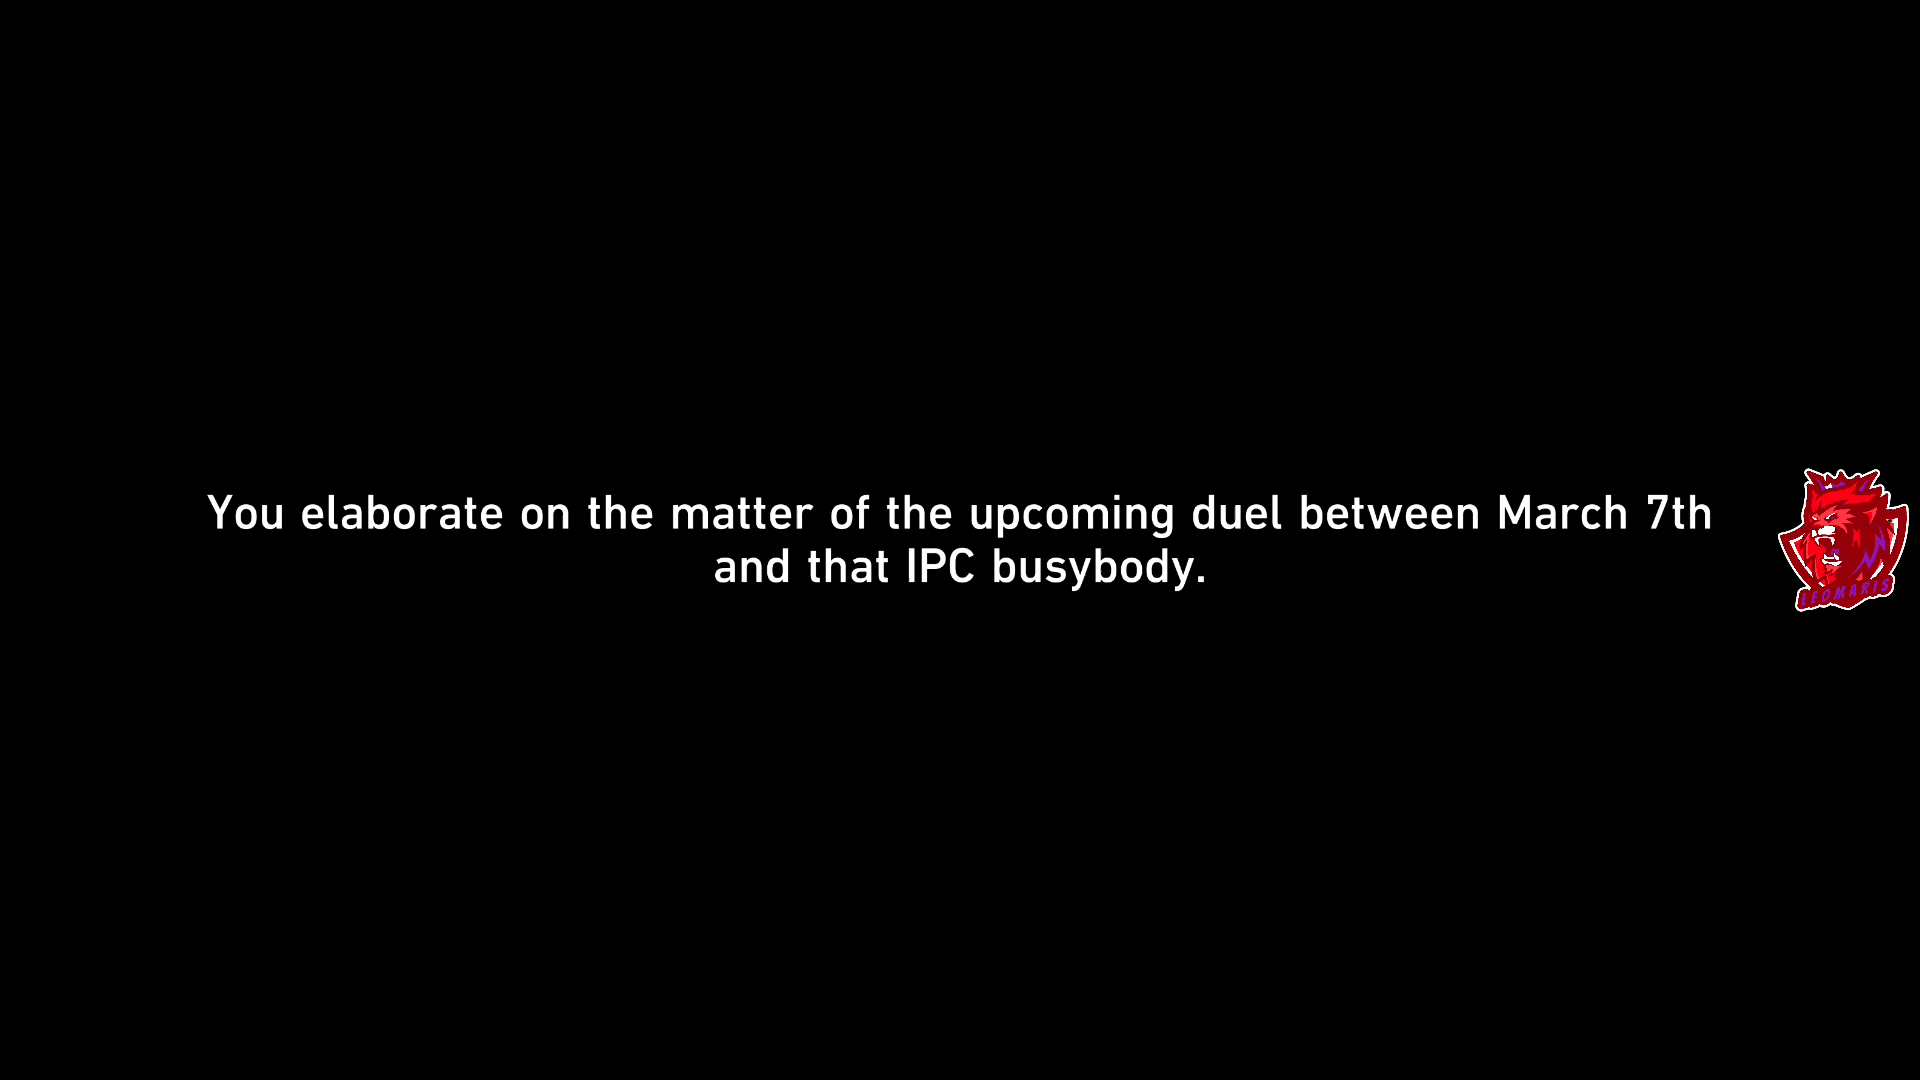 You elaborate on the matter of the upcoming duel between March 7th
and that IPC busybody.
LEOMARIS